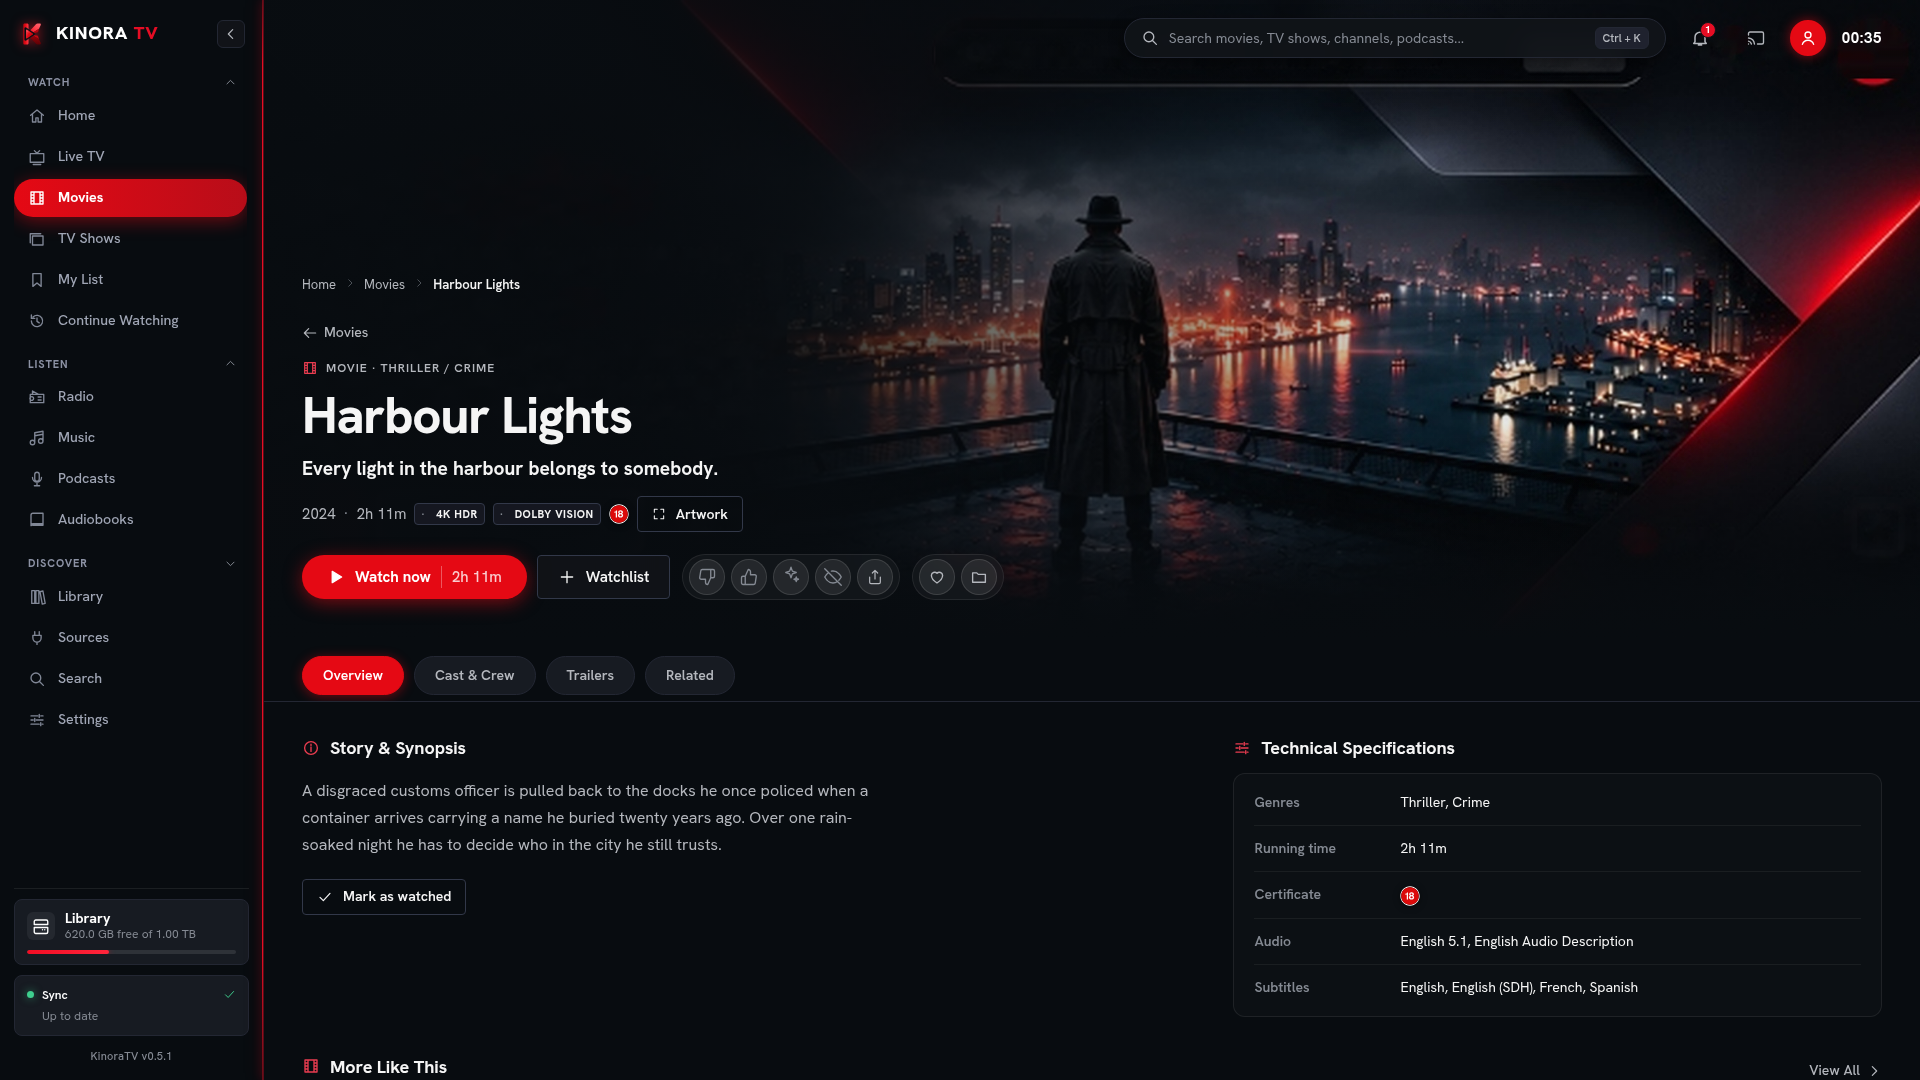 KINORA TV
WATCH
Home
Live TV
Movies
TV Shows
My List
Continue Watching
LISTEN
Radio
Music
Podcasts
Audiobooks
DISCOVER
Library
Sources
Search
Settings
Library
620.0 GB free of 1.00 TB
Sync
Up to date
KinoraTV v0.5.1
Search movies, TV shows, channels, podcasts...
Ctrl + K
1
00:35
Home Movies Harbour Lights
Movies
MOVIE · THRILLER / CRIME
Harbour Lights
Every light in the harbour belongs to somebody.
2024 · 2h 11m · 4K HDR · DOLBY VISION 18 Artwork
Watch now 2h 11m Watchlist
Overview Cast & Crew Trailers Related
Story & Synopsis
A disgraced customs officer is pulled back to the docks he once policed when a
container arrives carrying a name he buried twenty years ago. Over one rain-
soaked night he has to decide who in the city he still trusts.
Mark as watched
Technical Specifications
Genres Thriller, Crime
Running time 2h 11m
Certificate 18
Audio English 5.1, English Audio Description
Subtitles English, English (SDH), French, Spanish
More Like This
View All